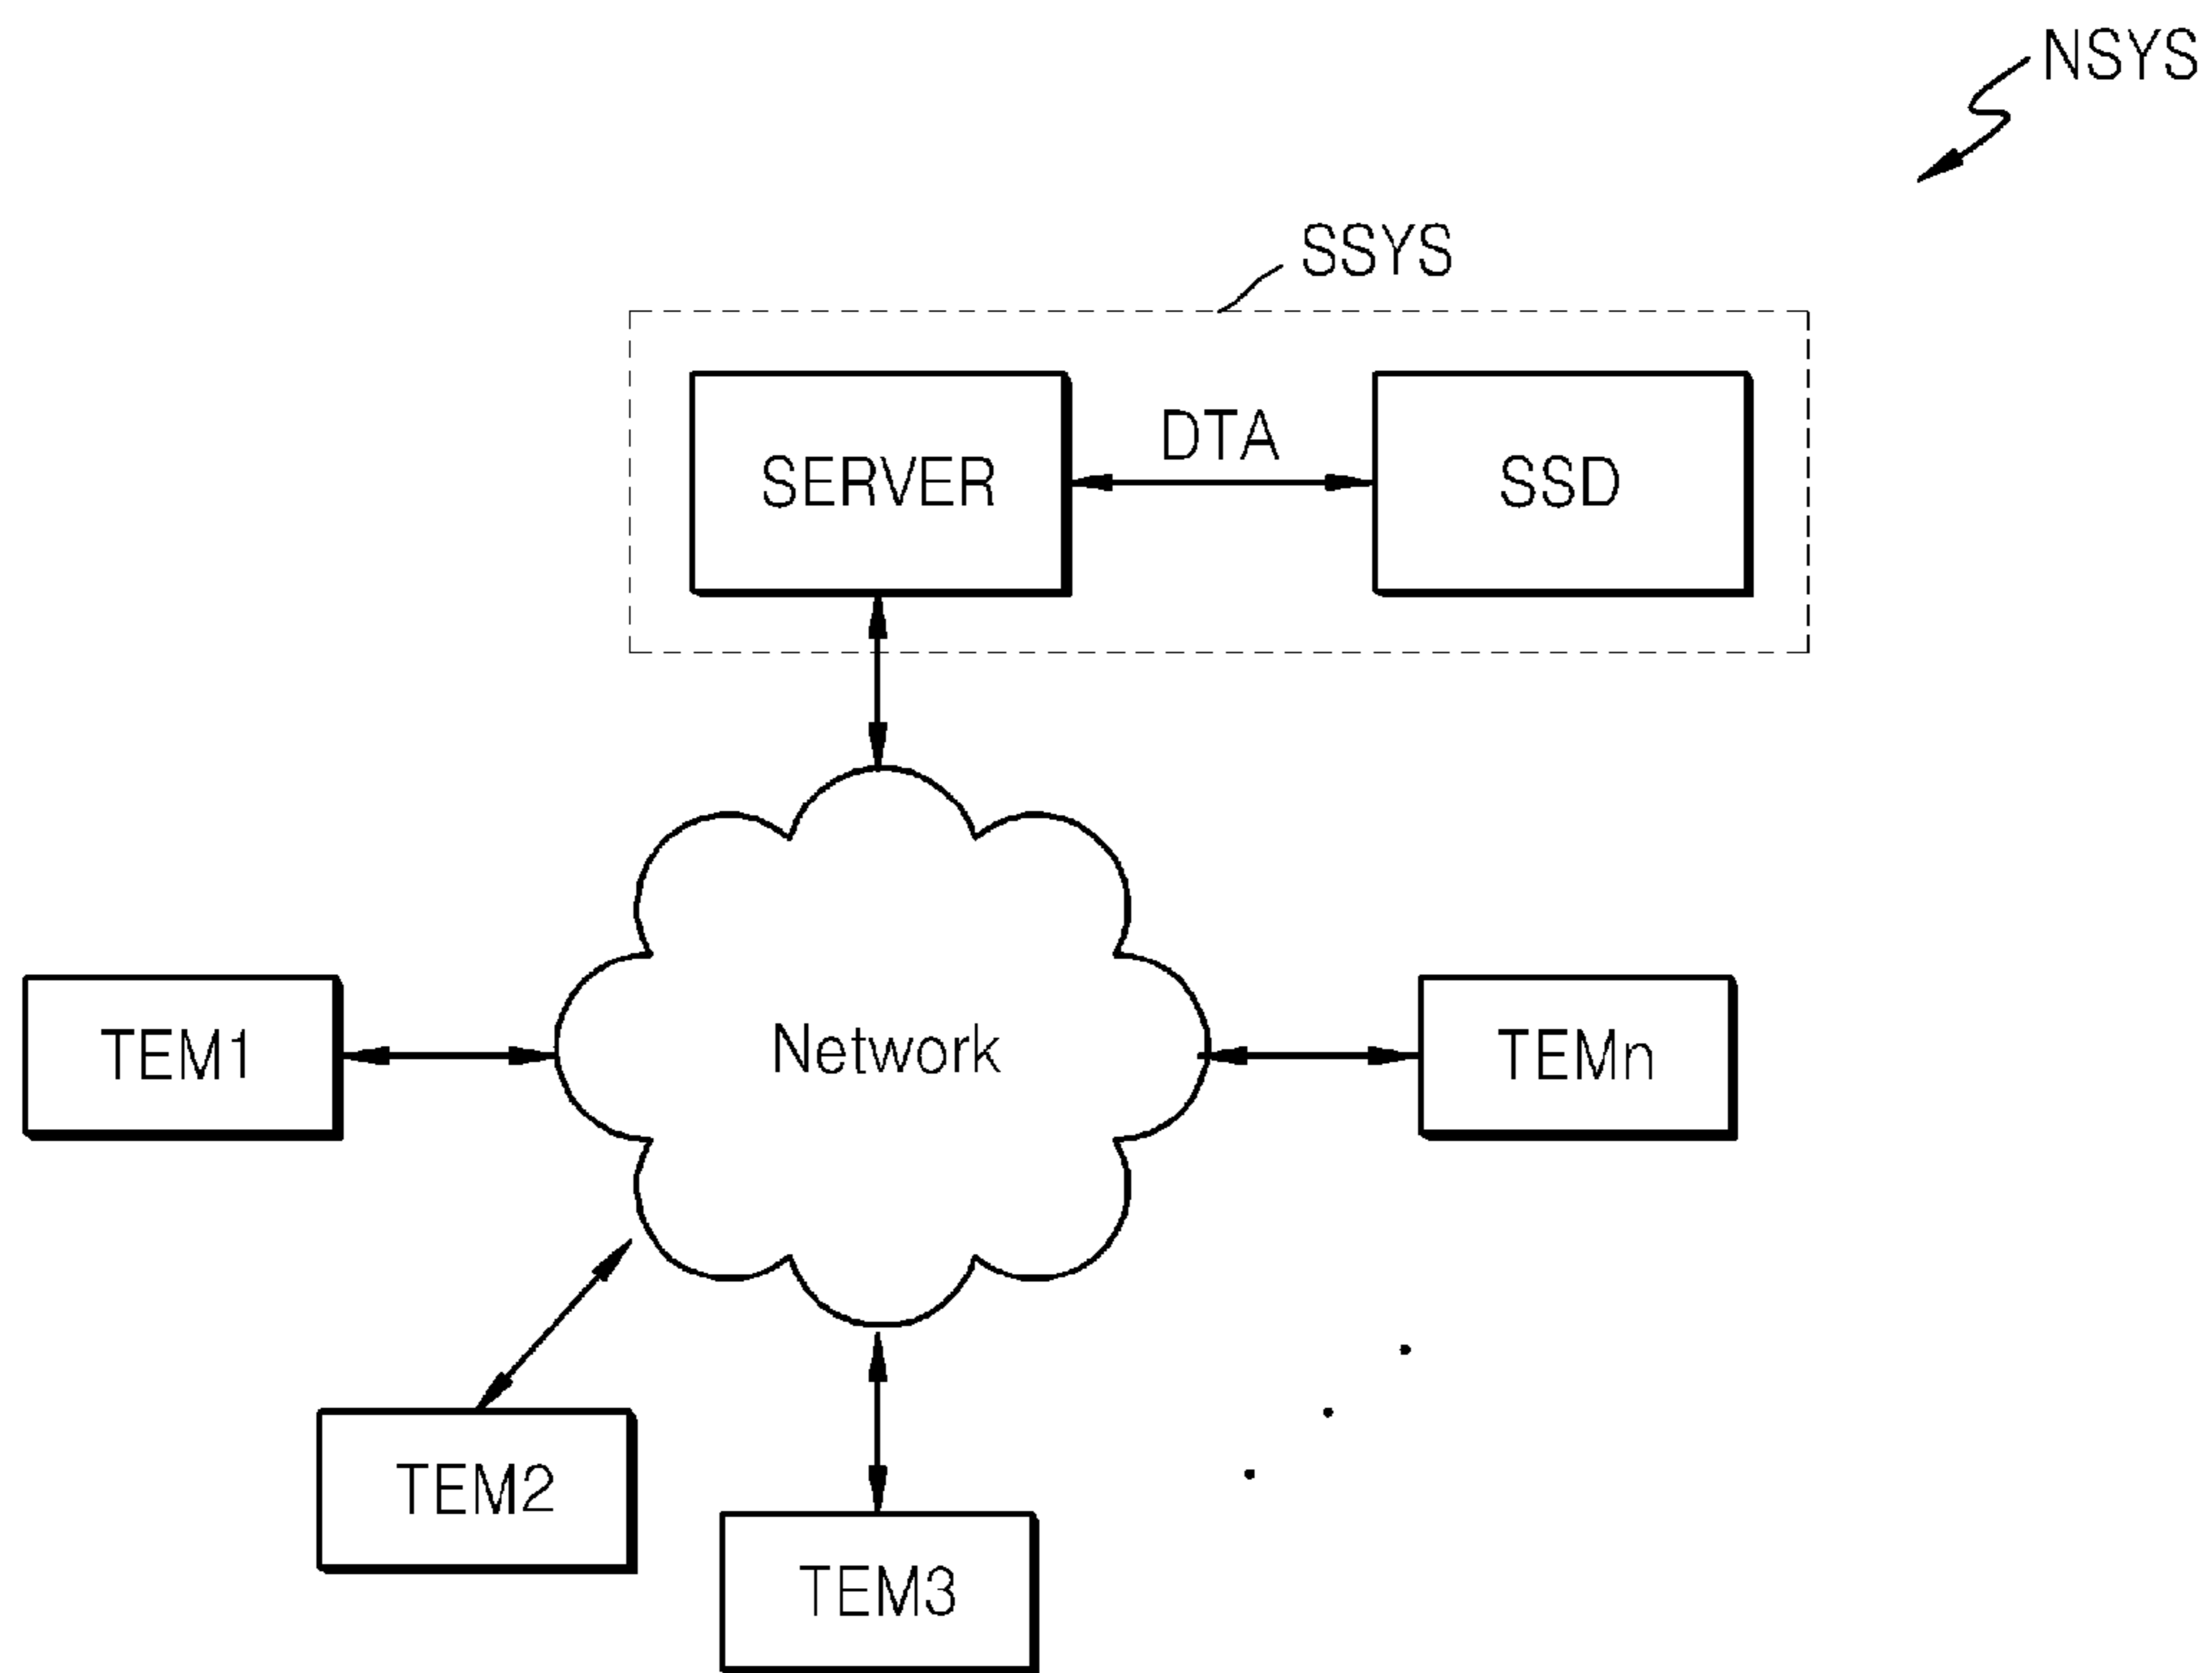 NSYS
SSYS
DTA
SERVER
SSD
Network
TEM1
TEMn
TEM2
TEM3